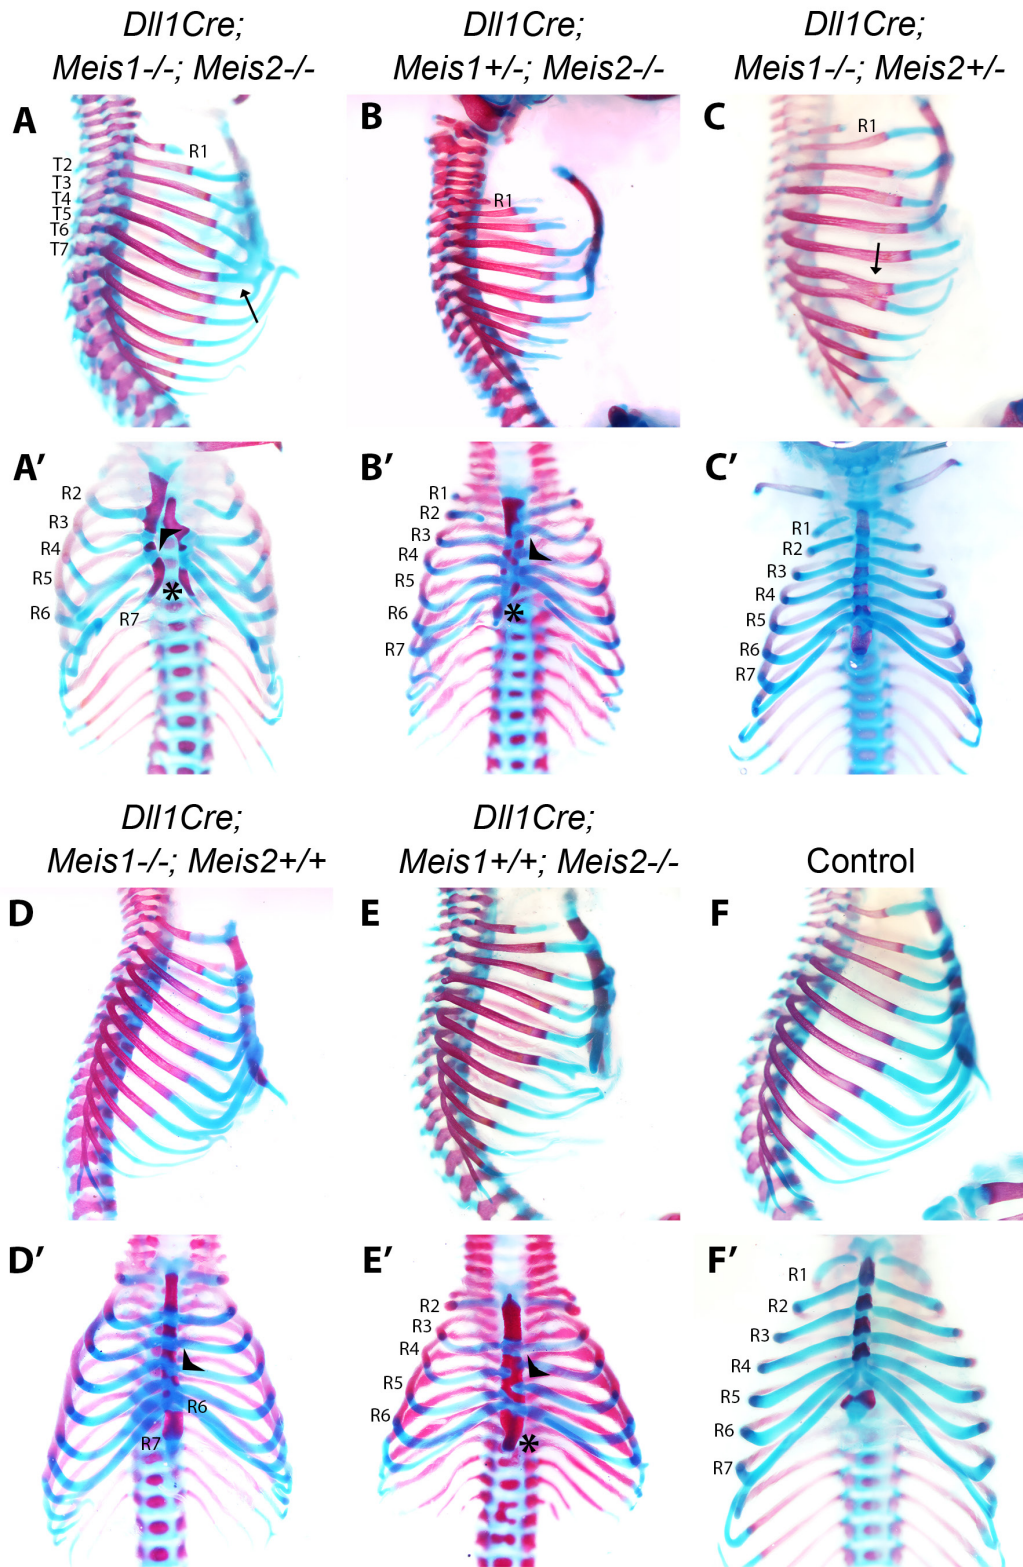 Dll1Cre;
Meis1-/-; Meis2-/-
Dll1Cre;
Meis1+/-; Meis2-/-
Dll1Cre;
Meis1-/-; Meis2+/-
A
R1
T2
T3
T4
T5
T6
T7
B
R1
C
R1
A'
R2
R3
R4
R5
R6
R7
*
B'
R1
R2
R3
R4
R5
R6
R7
*
C'
R1
R2
R3
R4
R5
R6
R7
Dll1Cre;
Meis1-/-; Meis2+/+
Dll1Cre;
Meis1+/+; Meis2-/-
Control
D
E
F
D'
R6
R7
E'
R2
R3
R4
R5
R6
*
F'
R1
R2
R3
R4
R5
R6
R7